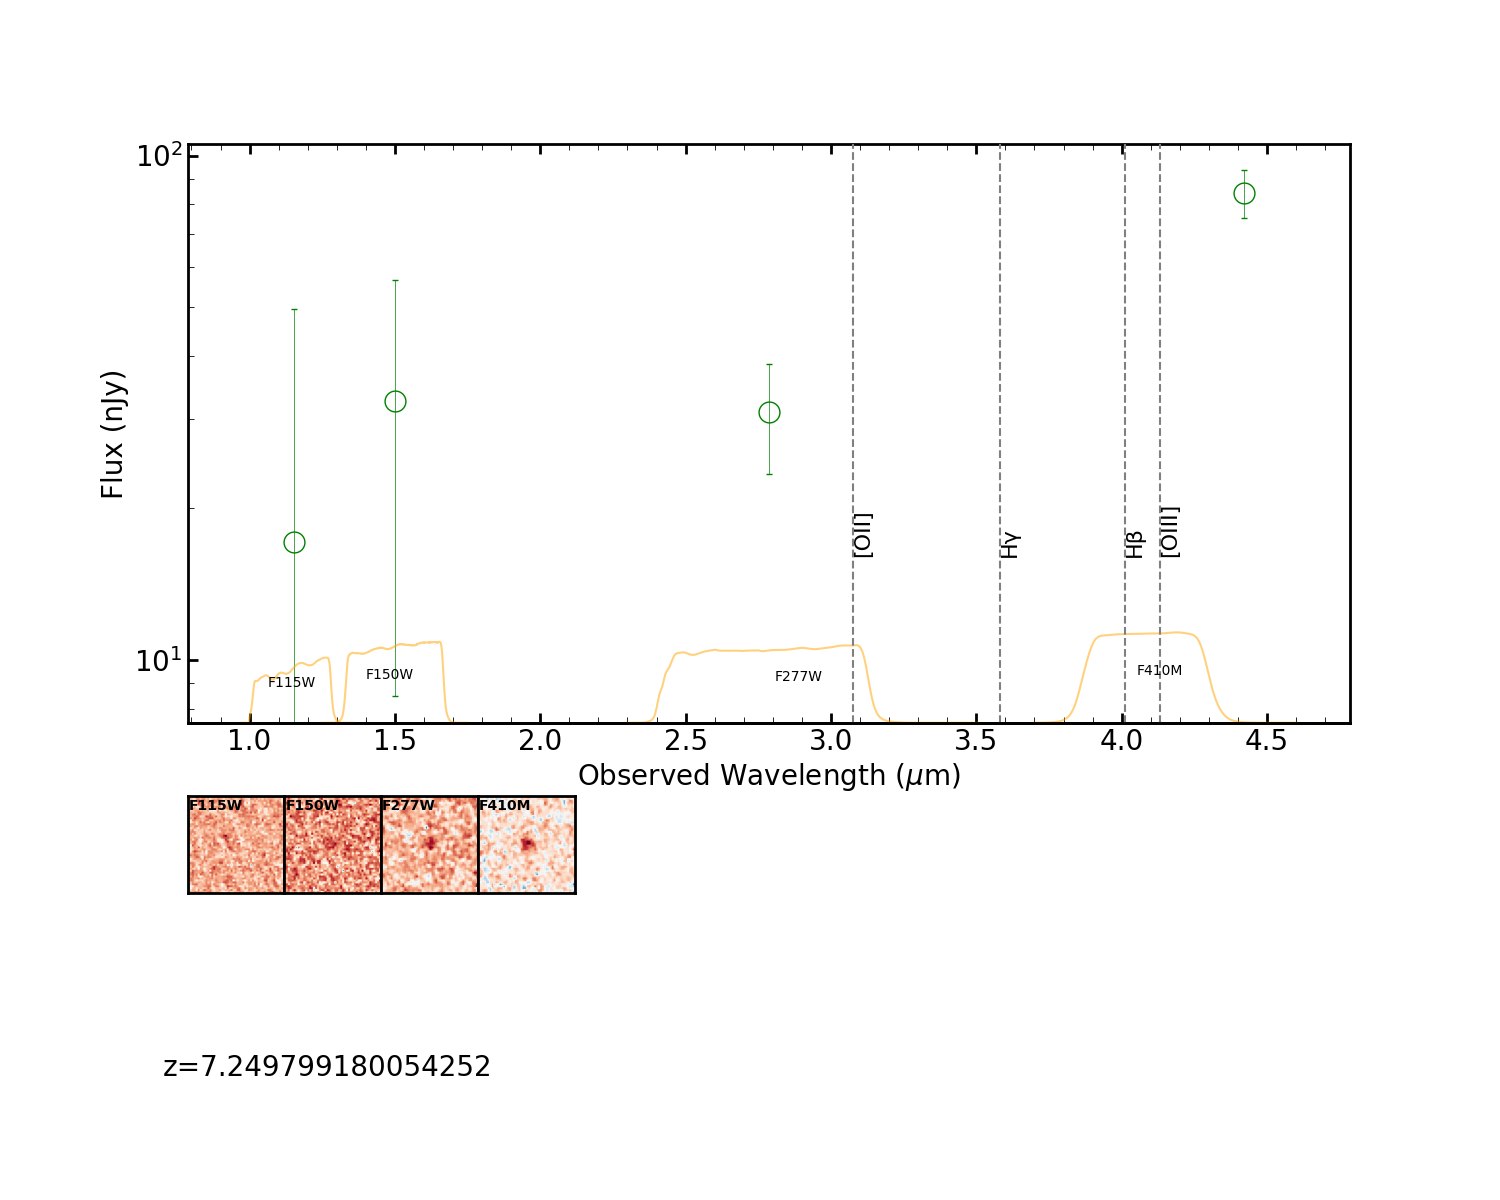 10²
10¹
Flux (nJy)
[OII]
Hγ
Hβ
[OIII]
F115W
F150W
F277W
F410M
1.0 1.5 2.0 2.5 3.0 3.5 4.0 4.5
Observed Wavelength (μm)
F115W F150W F277W F410M
z=7.249799180054252